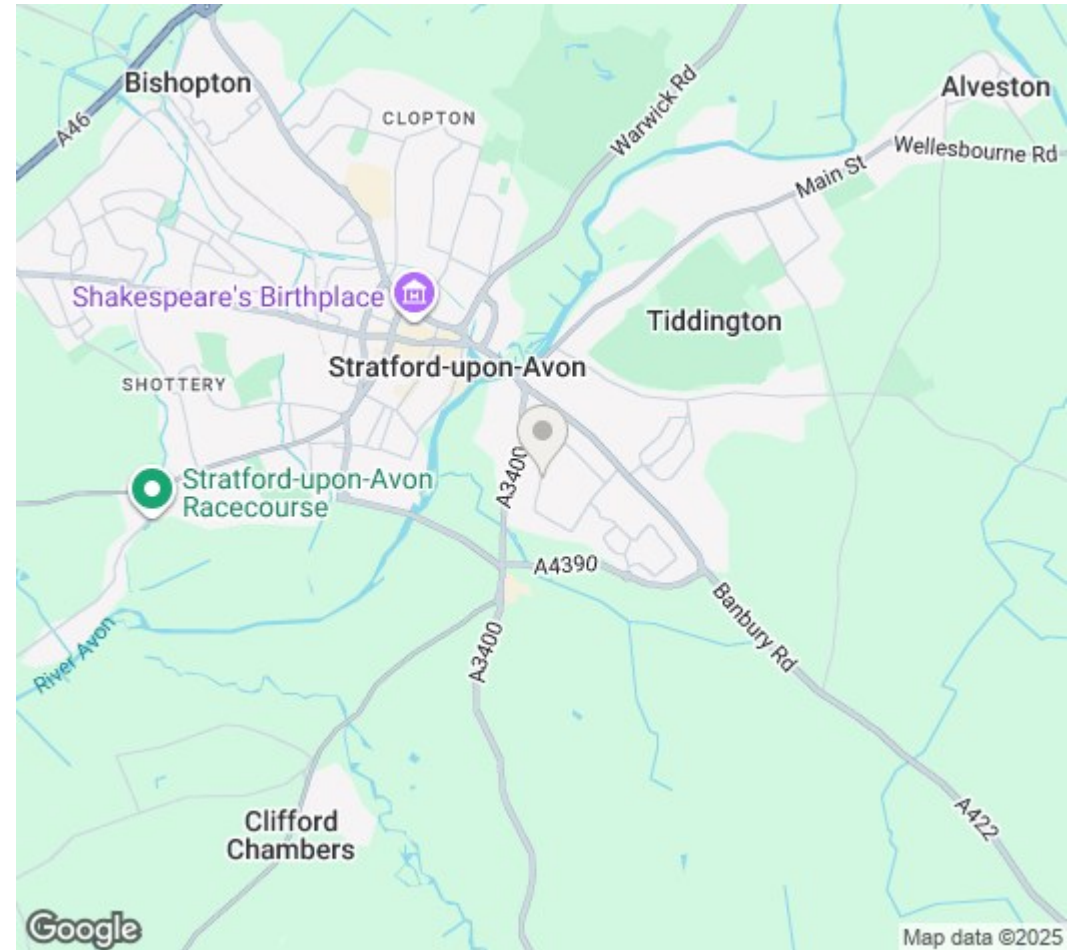 Bishopton
CLOPTON
Alveston
A46
Warwick Rd
Wellesbourne Rd
Main St
Shakespeare's Birthplace
Tiddington
Stratford-upon-Avon
SHOTTERY
A3400
Stratford-upon-Avon
Racecourse
A4390
Banbury Rd
River Avon
A3400
A422
Clifford
Chambers
Google
Map data ©2025